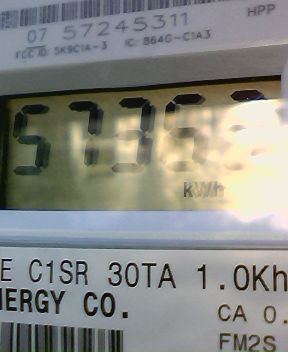 HPP
07 57245311
FCC ID: SK9C1A-3 IC: 864G-C1A3
kWh
E C1SR 30TA 1.0Kh
NERGY CO.
CA 0.
FM2S